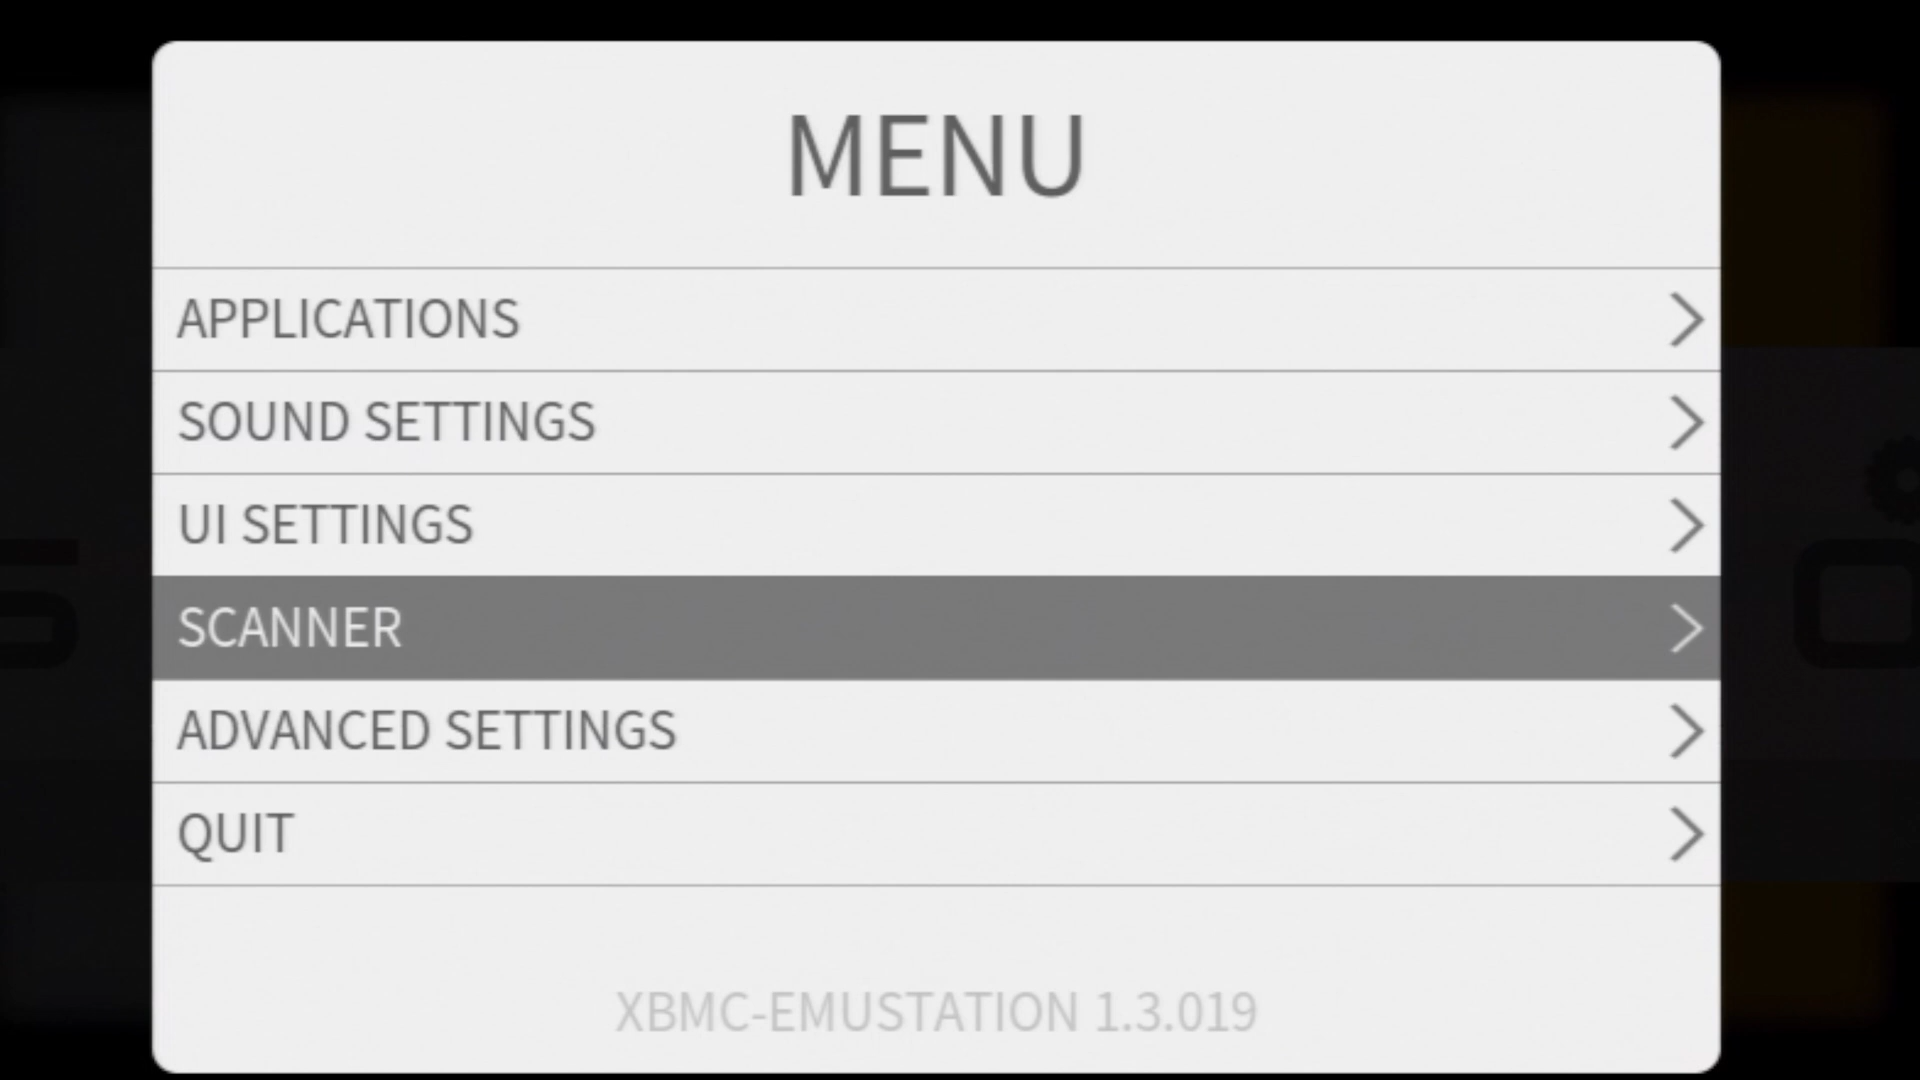 MENU
APPLICATIONS
SOUND SETTINGS
UI SETTINGS
SCANNER
ADVANCED SETTINGS
QUIT
XBMC-EMUSTATION 1.3.019